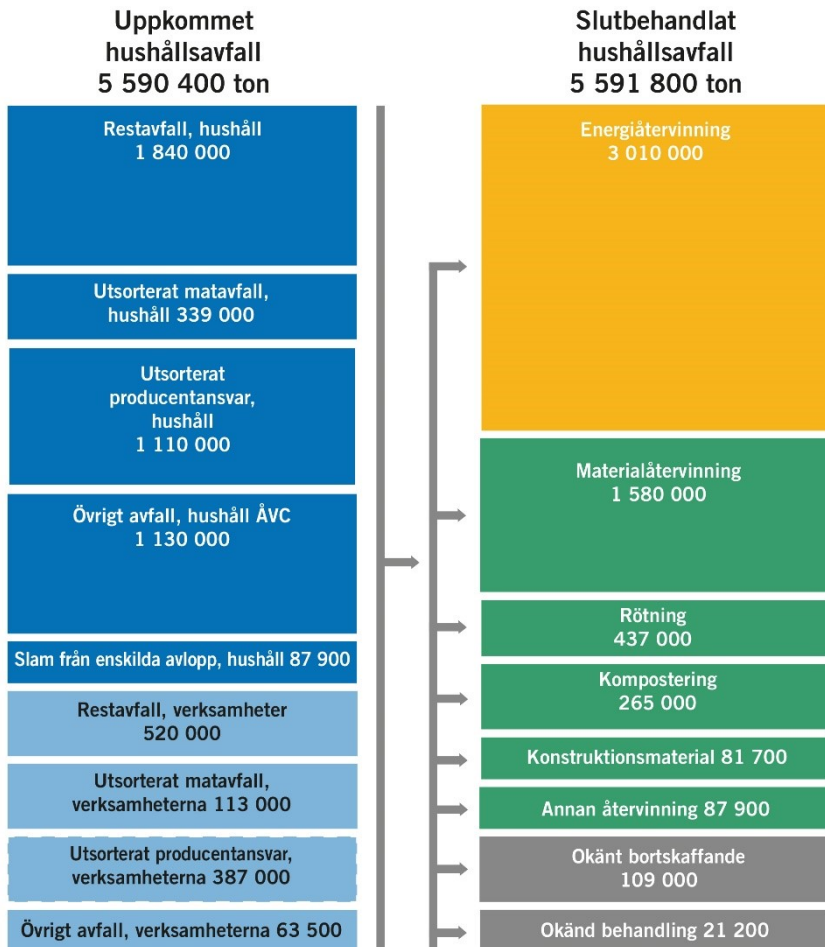 Uppkommet
hushållsavfall
5 590 400 ton
Restavfall, hushåll
1 840 000
Utsorterat matavfall,
hushåll 339 000
Utsorterat
producentansvar,
hushåll
1 110 000
Övrigt avfall, hushåll ÅVC
1 130 000
Slam från enskilda avlopp, hushåll 87 900
Restavfall, verksamheter
520 000
Utsorterat matavfall,
verksamheterna 113 000
Utsorterat producentansvar,
verksamheterna 387 000
Övrigt avfall, verksamheterna 63 500
Slutbehandlat
hushållsavfall
5 591 800 ton
Energiåtervinning
3 010 000
Materialåtervinning
1 580 000
Rötning
437 000
Kompostering
265 000
Konstruktionsmaterial 81 700
Annan återvinning 87 900
Okänt bortskaffande
109 000
Okänd behandling 21 200